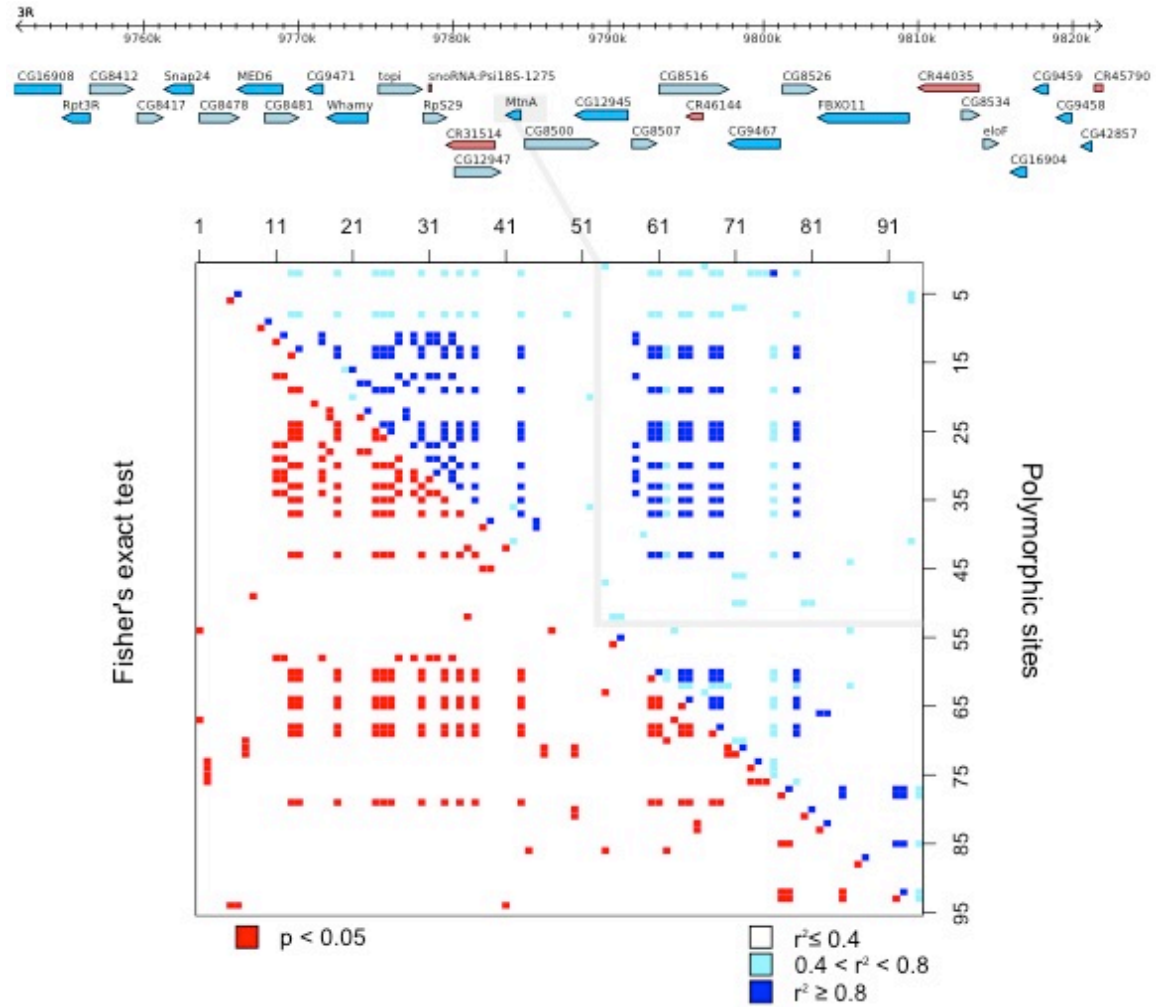 3R
9760k 9770k 9780k 9790k 9800k 9810k 9820k
CG16908 CG8412 Snap24 MED6 CG9471 topi snoRNA:Psi18S-1275 CG8516 CG8526 CR44035 CG9459 CR45790
Rpt3R CG8417 CG8478 CG8481 Whamy RpS29 MtnA CG12945 CR46144 FBXO11 CG8534 CG9458
CR31514 CG8500 CG8507 CG9467 eloF CG42857
CG12947 CG16904
1 11 21 31 41 51 61 71 81 91
5
15
25
35
45
55
65
75
85
95
Fisher's exact test
Polymorphic sites
p < 0.05
r²≤ 0.4
0.4 < r² < 0.8
r² ≥ 0.8